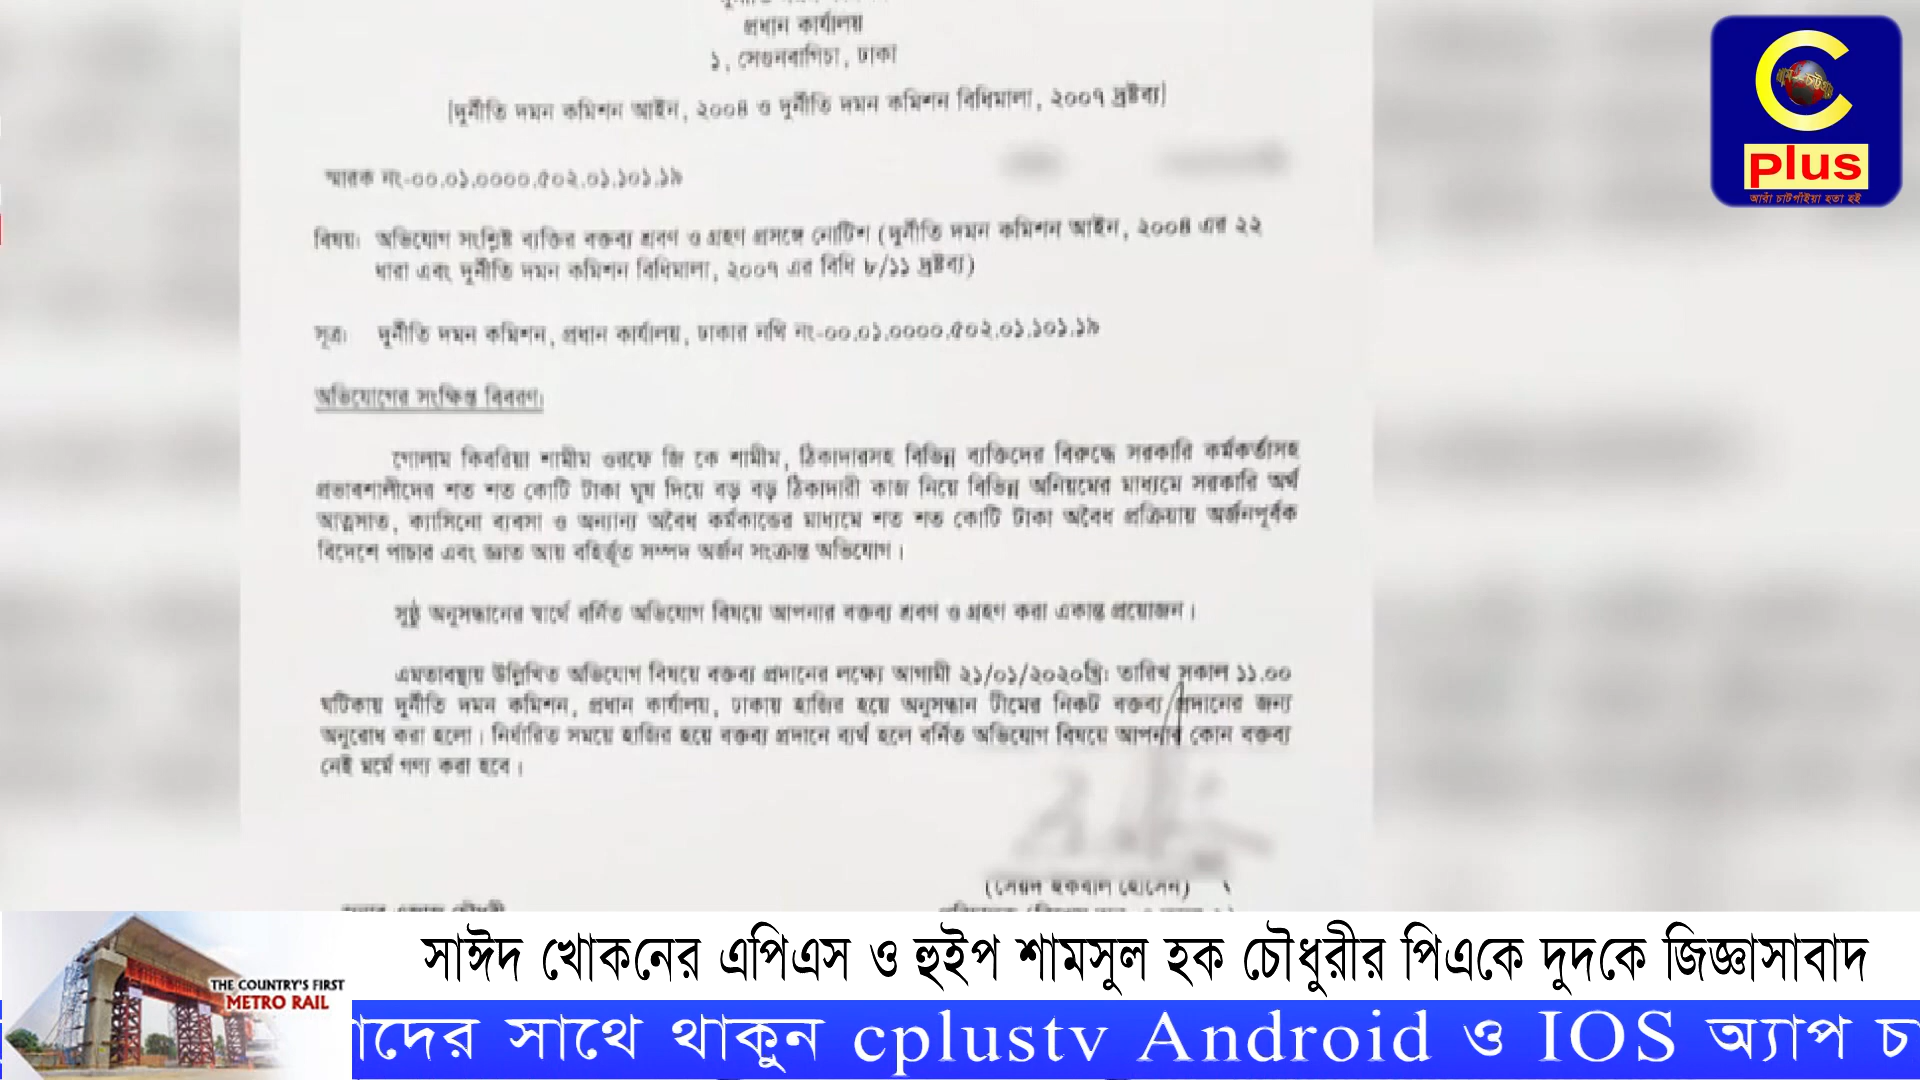 প্রধান কার্যালয়
১, সেগুনবাগিচা, ঢাকা
[দুর্নীতি দমন কমিশন আইন, ২০০৪ ও দুর্নীতি দমন কমিশন বিধিমালা, ২০০৭ দ্রষ্টব্য]
স্মারক নং-০০.০১.০০০০.৫০২.০১.১০১.১৯
বিষয়ঃ অভিযোগ সংশ্লিষ্ট ব্যক্তির বক্তব্য শ্রবণ ও গ্রহণ প্রসঙ্গে নোটিশ (দুর্নীতি দমন কমিশন আইন, ২০০৪ এর ২২
ধারা এবং দুর্নীতি দমন কমিশন বিধিমালা, ২০০৭ এর বিধি ৮/১১ দ্রষ্টব্য)
সূত্রঃ দুর্নীতি দমন কমিশন, প্রধান কার্যালয়, ঢাকার নথি নং-০০.০১.০০০০.৫০২.০১.১০১.১৯
অভিযোগের সংক্ষিপ্ত বিবরণঃ
গোলাম কিবরিয়া শামীম ওরফে জি কে শামীম, ঠিকাদারসহ বিভিন্ন ব্যক্তিদের বিরুদ্ধে সরকারি কর্মকর্তাসহ
প্রভাবশালীদের শত শত কোটি টাকা ঘুষ দিয়ে বড় বড় ঠিকাদারী কাজ নিয়ে বিভিন্ন অনিয়মের মাধ্যমে সরকারি অর্থ
আত্মসাত, ক্যাসিনো ব্যবসা ও অন্যান্য অবৈধ কর্মকান্ডের মাধ্যমে শত শত কোটি টাকা অবৈধ প্রক্রিয়ায় অর্জনপূর্বক
বিদেশে পাচার এবং জ্ঞাত আয় বহির্ভূত সম্পদ অর্জন সংক্রান্ত অভিযোগ।
সুষ্ঠু অনুসন্ধানের স্বার্থে বর্নিত অভিযোগ বিষয়ে আপনার বক্তব্য শ্রবণ ও গ্রহণ করা একান্ত প্রয়োজন।
এমতাবস্থায় উল্লিখিত অভিযোগ বিষয়ে বক্তব্য প্রদানের লক্ষ্যে আগামী ২১/০১/২০২০খ্রিঃ তারিখ সকাল ১১.০০
ঘটিকায় দুর্নীতি দমন কমিশন, প্রধান কার্যালয়, ঢাকায় হাজির হয়ে অনুসন্ধান টীমের নিকট বক্তব্য প্রদানের জন্য
অনুরোধ করা হলো। নির্ধারিত সময়ে হাজির হয়ে বক্তব্য প্রদানে ব্যর্থ হলে বর্নিত অভিযোগ বিষয়ে আপনার কোন বক্তব্য
নেই মর্মে গণ্য করা হবে।
(সৈয়দ ইকবাল হোসেন)
C
plus
আঁরা চাটগাঁইয়া হতা হই
THE COUNTRY'S FIRST
METRO RAIL
সাঈদ খোকনের এপিএস ও হুইপ শামসুল হক চৌধুরীর পিএকে দুদকে জিজ্ঞাসাবাদ
াদের সাথে থাকুন cplustv Android ও IOS অ্যাপ চা